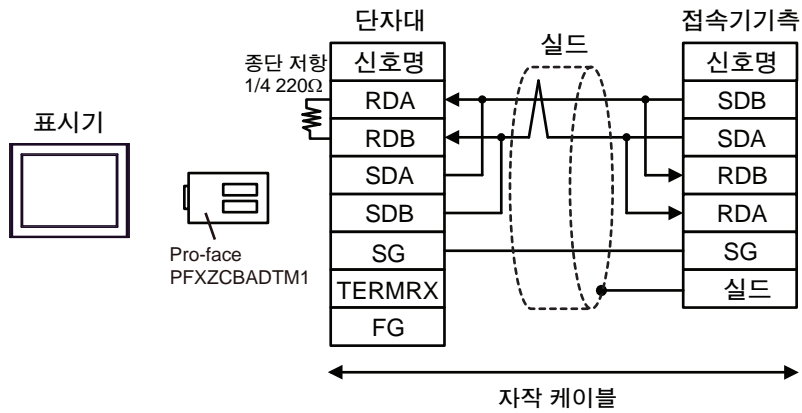 단자대
접속기기측
실드
종단 저항
1/4 220Ω
신호명
신호명
RDA
SDB
표시기
RDB
SDA
SDA
RDB
SDB
RDA
Pro-face
PFXZCBADTM1
SG
SG
TERMRX
실드
FG
자작 케이블